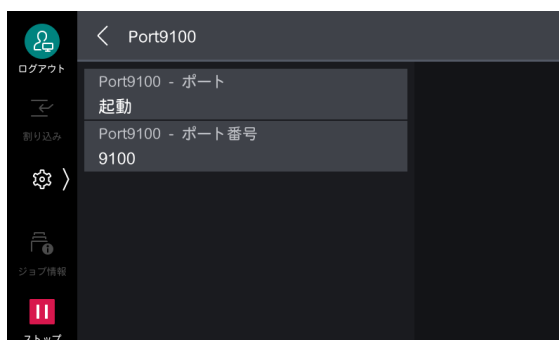 Port9100
ログアウト
Port9100 - ポート
起動
割り込み
Port9100 - ポート番号
9100
ジョブ情報
ストップ